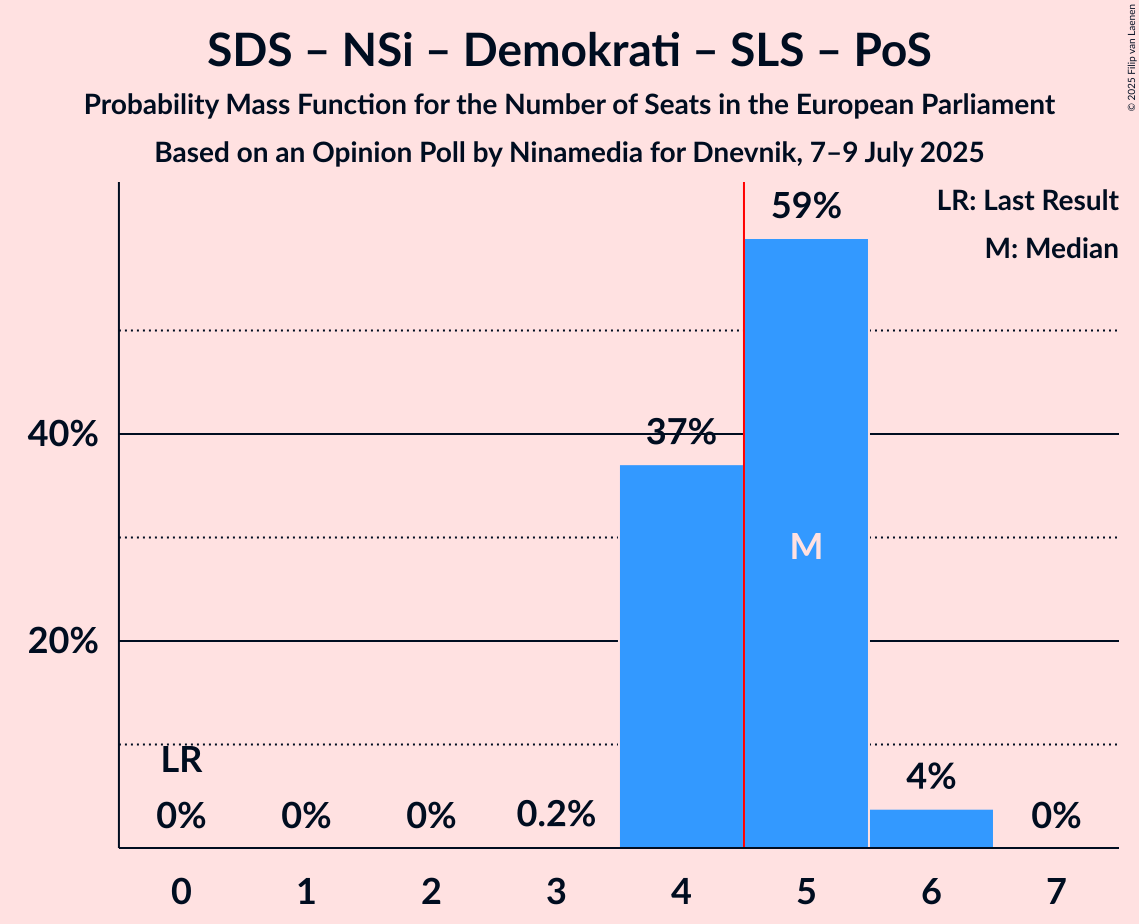 SDS – NSi – Demokrati – SLS – PoS
Probability Mass Function for the Number of Seats in the European Parliament
Based on an Opinion Poll by Ninamedia for Dnevnik, 7–9 July 2025
© 2025 Filip van Laenen
LR: Last Result
M: Median
59%
40%
37%
M
20%
LR
4%
0% 0% 0% 0.2% 0%
0 1 2 3 4 5 6 7